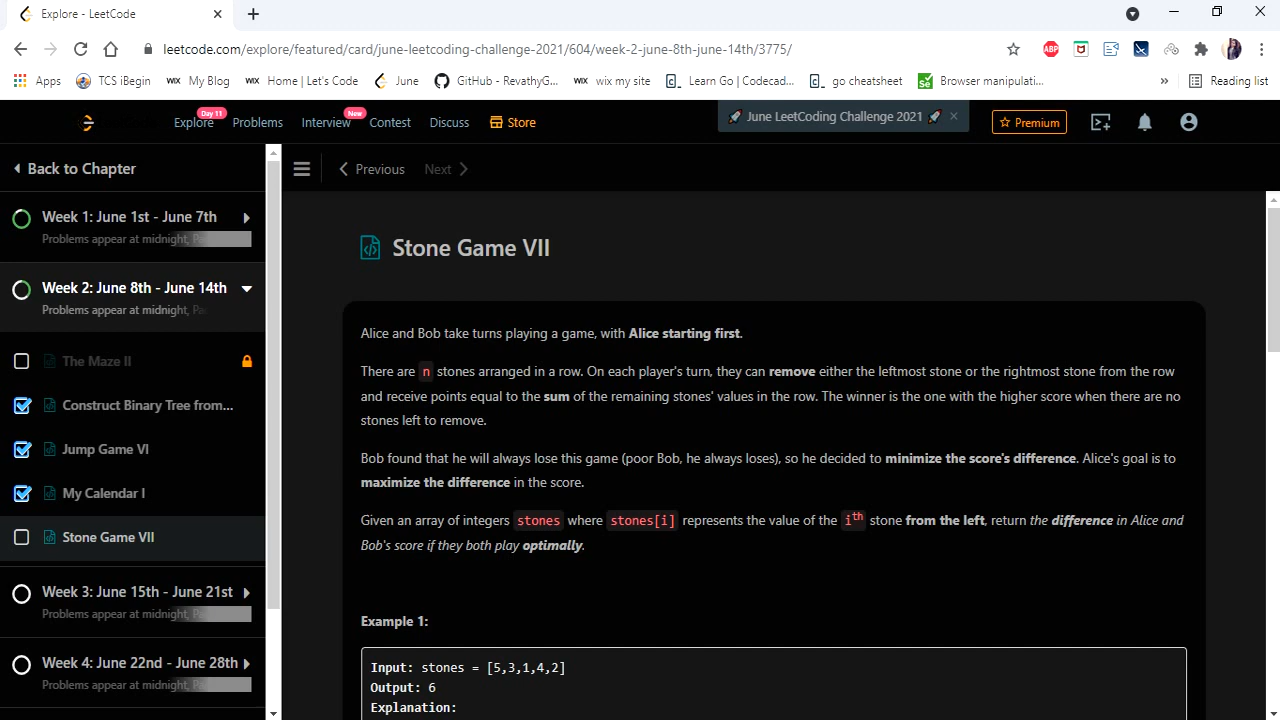 Explore - LeetCode
leetcode.com/explore/featured/card/june-leetcoding-challenge-2021/604/week-2-june-8th-june-14th/3775/
ABP
Apps TCS iBegin WIX My Blog WIX Home | Let's Code June GitHub - RevathyG... WIX wix my site Learn Go | Codecad... go cheatsheet Se Browser manipulati... » Reading list
Day 11 New
LeetCode Explore Problems Interview Contest Discuss Store 🚀 June LeetCoding Challenge 2021 🚀 × Premium
Back to Chapter
Previous Next
Week 1: June 1st - June 7th
Problems appear at midnight,
Week 2: June 8th - June 14th
Problems appear at midnight, Pa
The Maze II
Construct Binary Tree from...
Jump Game VI
My Calendar I
Stone Game VII
Week 3: June 15th - June 21st
Problems appear at midnight,
Week 4: June 22nd - June 28th
Problems appear at midnight,
Stone Game VII
Alice and Bob take turns playing a game, with Alice starting first.
There are n stones arranged in a row. On each player's turn, they can remove either the leftmost stone or the rightmost stone from the row
and receive points equal to the sum of the remaining stones' values in the row. The winner is the one with the higher score when there are no
stones left to remove.
Bob found that he will always lose this game (poor Bob, he always loses), so he decided to minimize the score's difference. Alice's goal is to
maximize the difference in the score.
Given an array of integers stones where stones[i] represents the value of the ith stone from the left, return the difference in Alice and
Bob's score if they both play optimally.
Example 1:
Input: stones = [5,3,1,4,2]
Output: 6
Explanation: